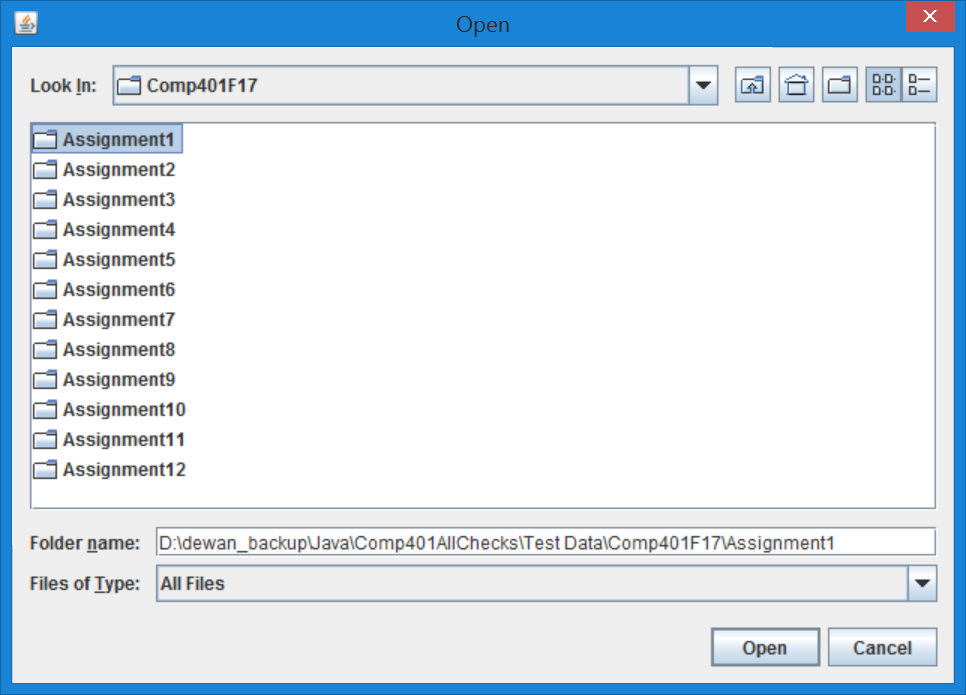 Open
Look In: Comp401F17
Assignment1
Assignment2
Assignment3
Assignment4
Assignment5
Assignment6
Assignment7
Assignment8
Assignment9
Assignment10
Assignment11
Assignment12
Folder name: D:\dewan_backup\Java\Comp401AllChecks\Test Data\Comp401F17\Assignment1
Files of Type: All Files
Open Cancel